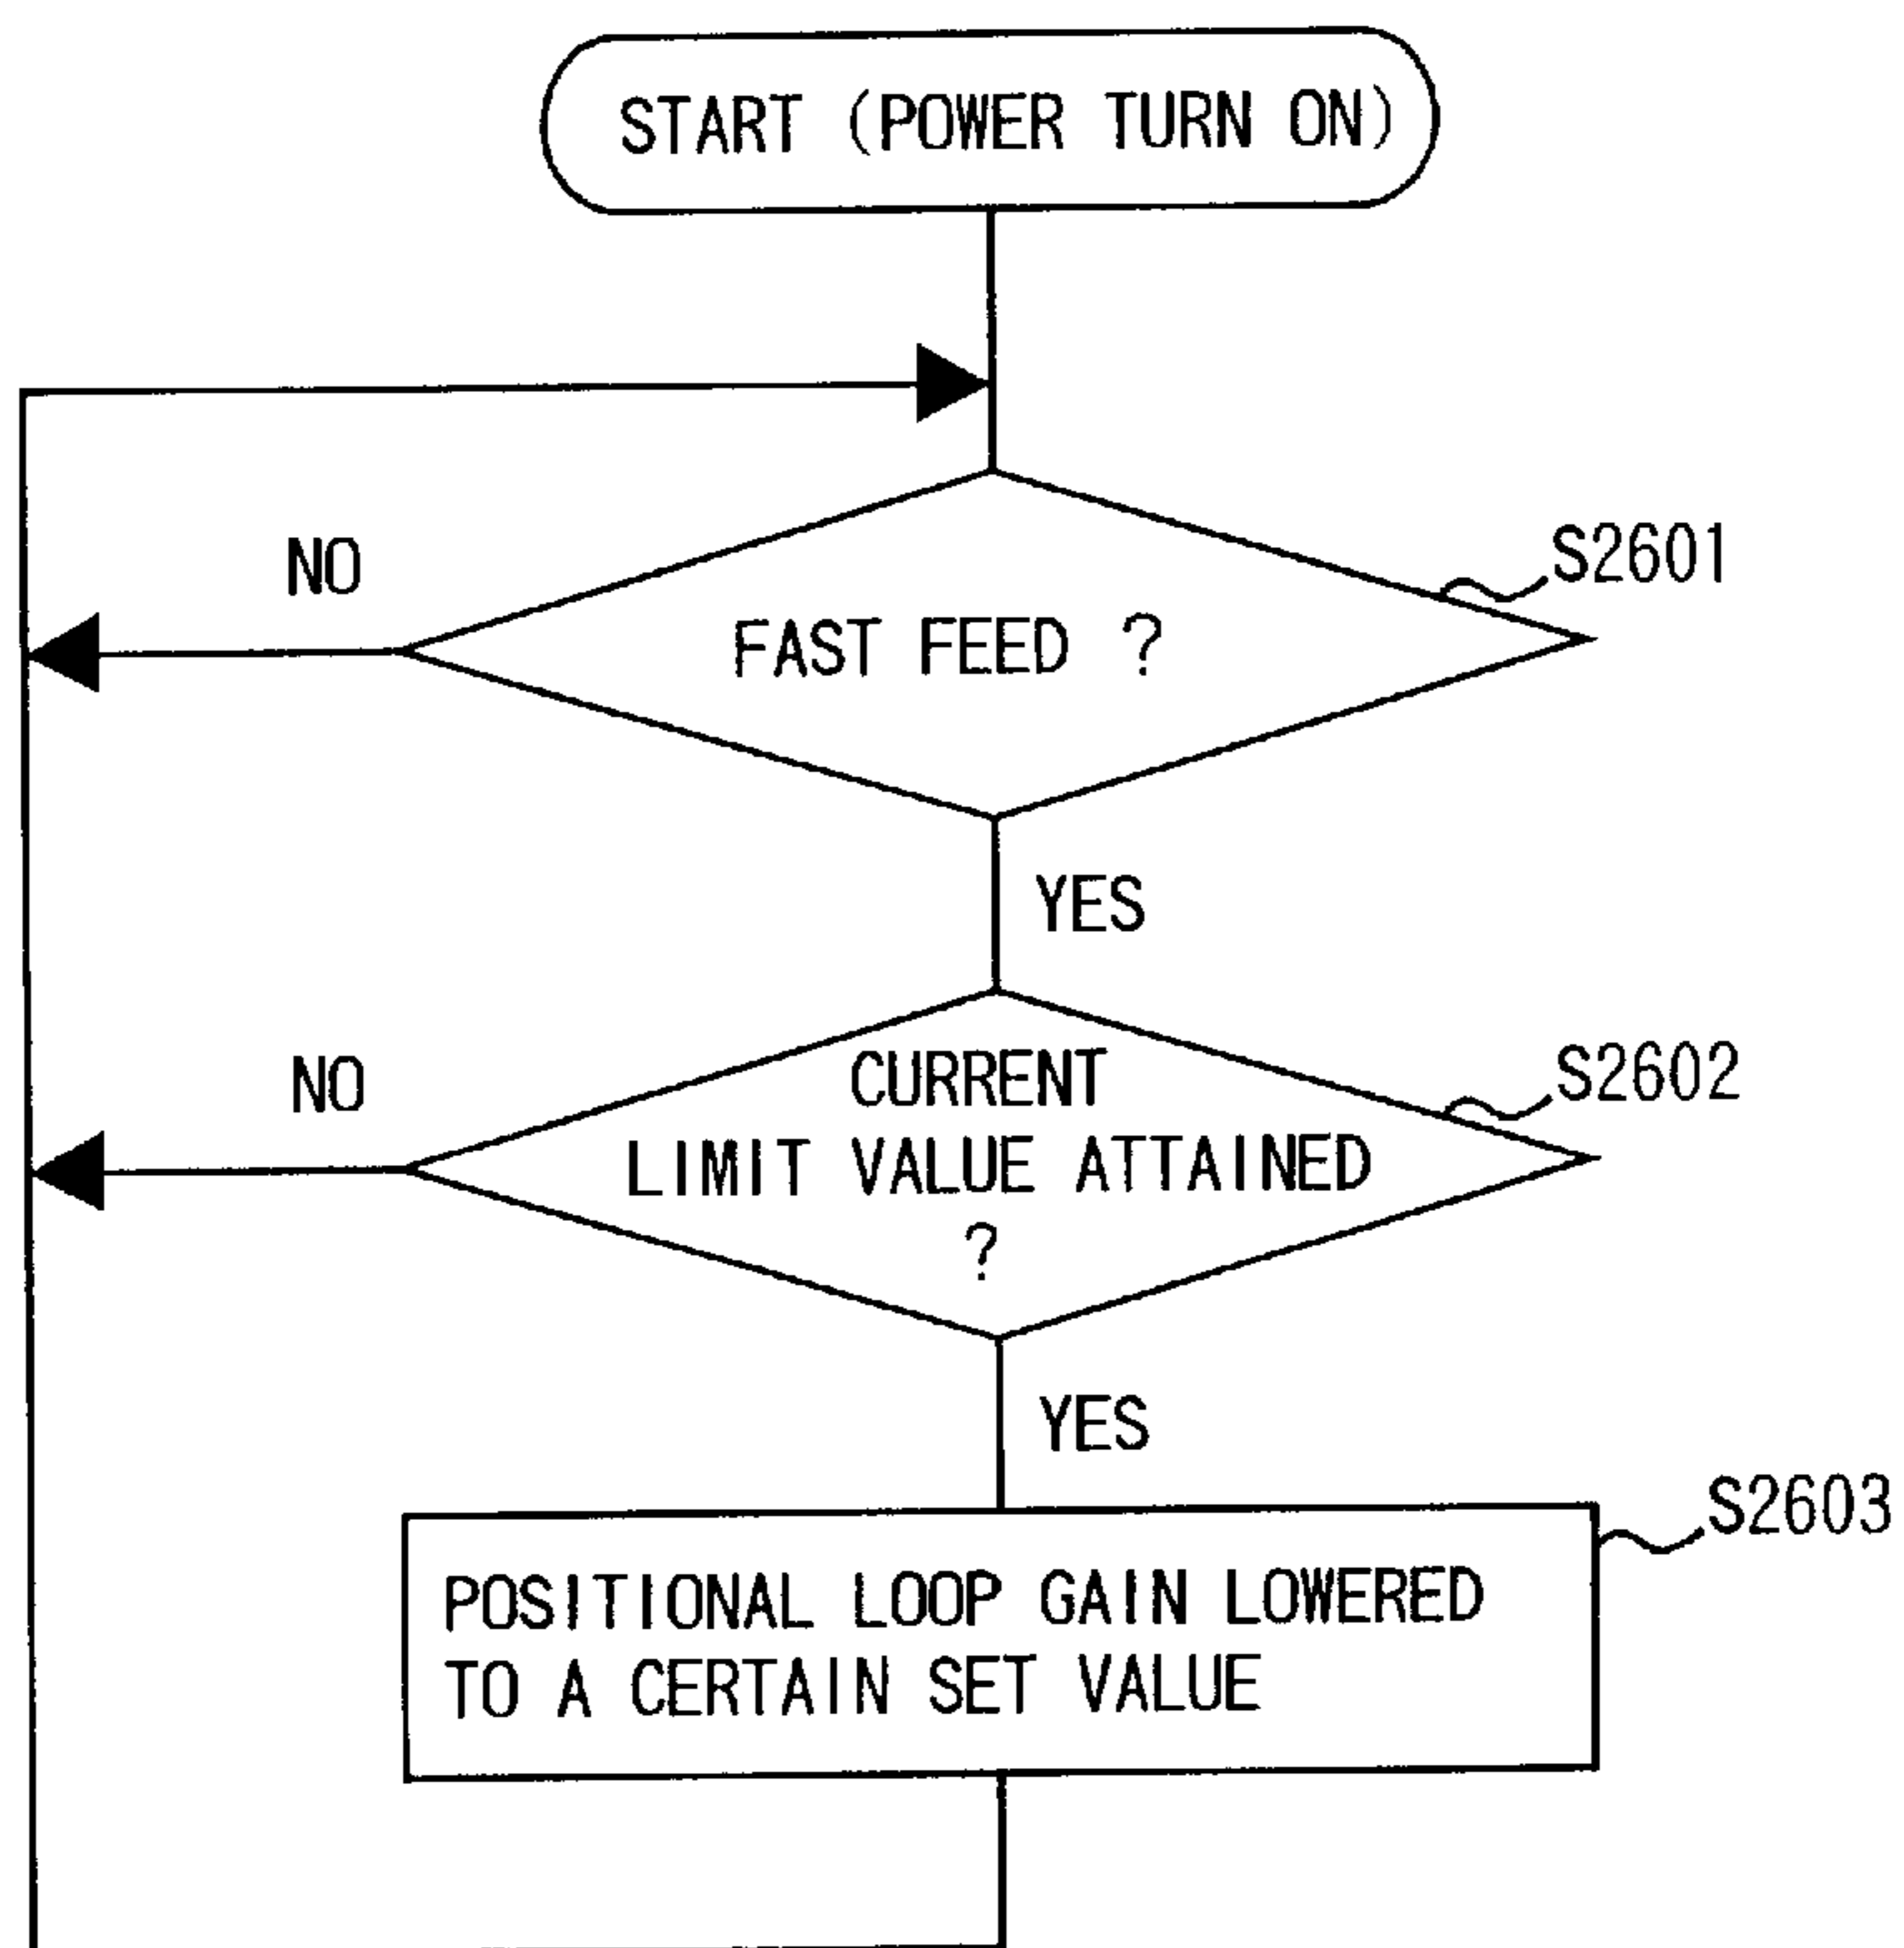 START (POWER TURN ON)
NO
S2601
FAST FEED ?
YES
NO
S2602
CURRENT
LIMIT VALUE ATTAINED
?
YES
S2603
POSITIONAL LOOP GAIN LOWERED
TO A CERTAIN SET VALUE